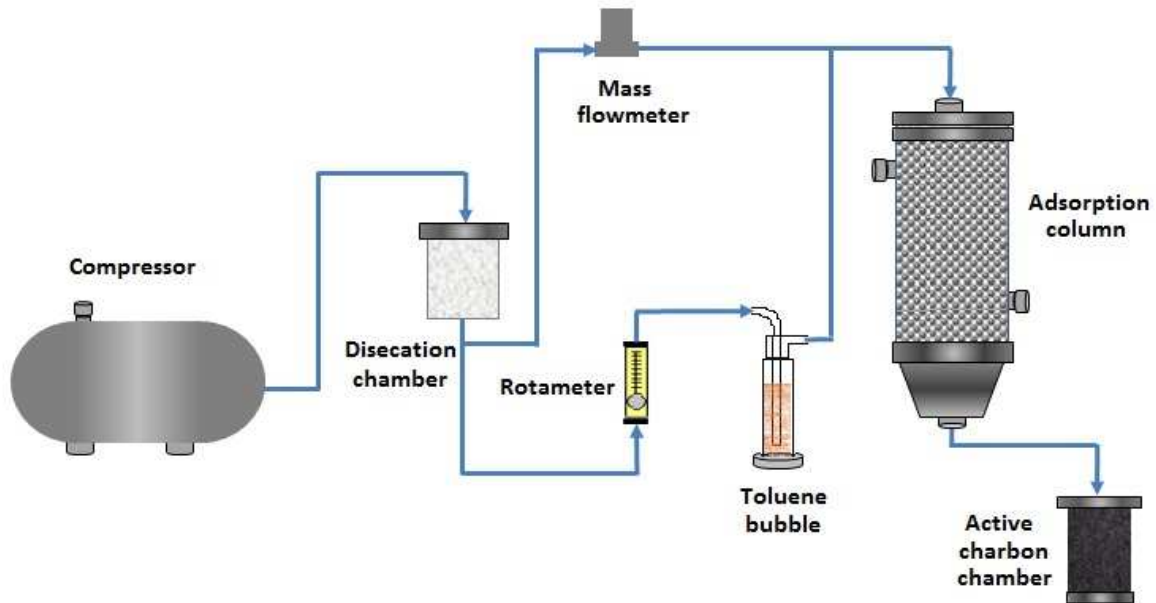 Mass
flowmeter
Adsorption
column
Compressor
Disecation
chamber
Rotameter
Toluene
bubble
Active
charbon
chamber